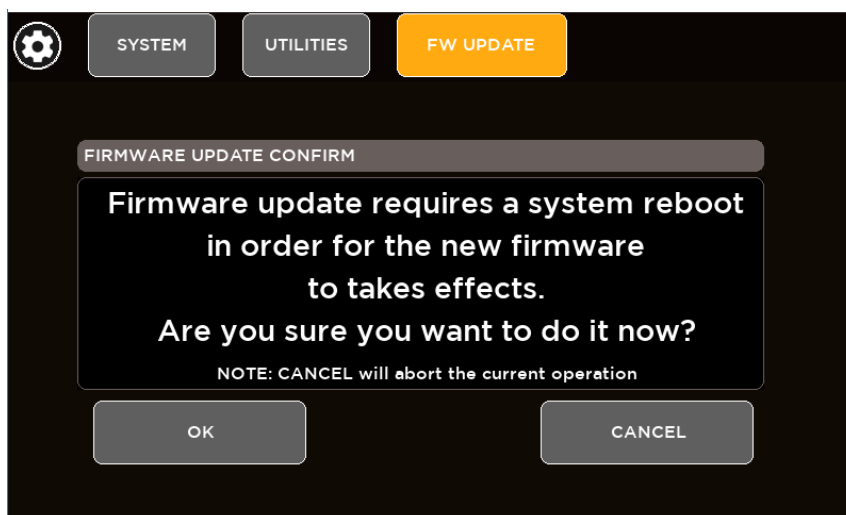 SYSTEM
UTILITIES
FW UPDATE
FIRMWARE UPDATE CONFIRM
Firmware update requires a system reboot
in order for the new firmware
to takes effects.
Are you sure you want to do it now?
NOTE: CANCEL will abort the current operation
OK
CANCEL